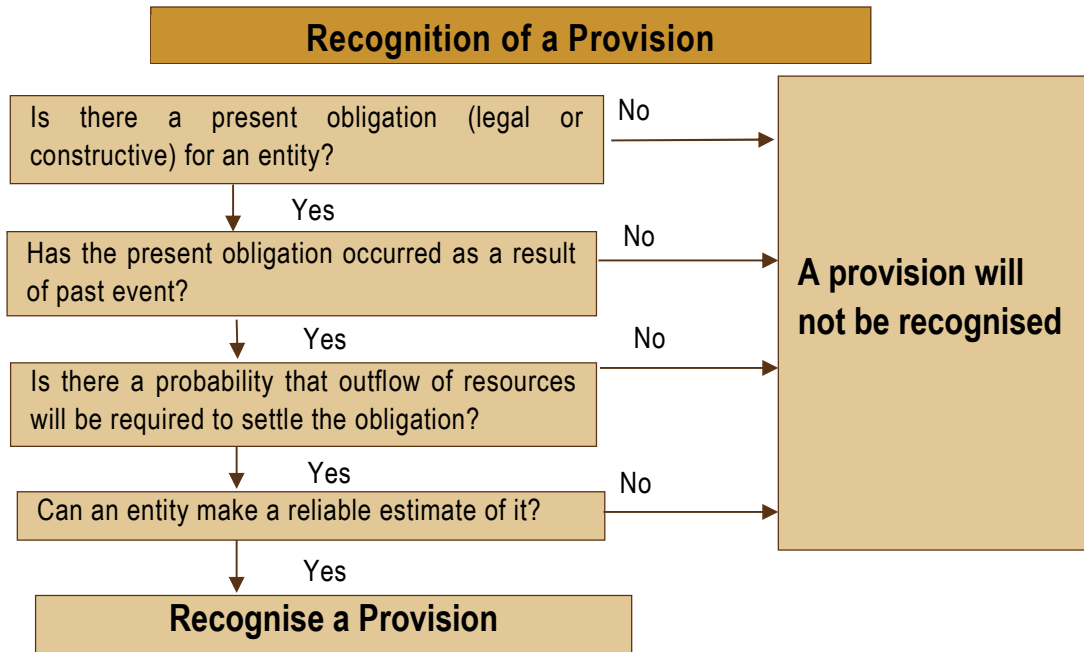 Recognition of a Provision
Is there a present obligation (legal or
constructive) for an entity?
No
Yes
Has the present obligation occurred as a result
of past event?
No
Yes
Is there a probability that outflow of resources
will be required to settle the obligation?
No
Yes
Can an entity make a reliable estimate of it?
No
Yes
Recognise a Provision
A provision will
not be recognised